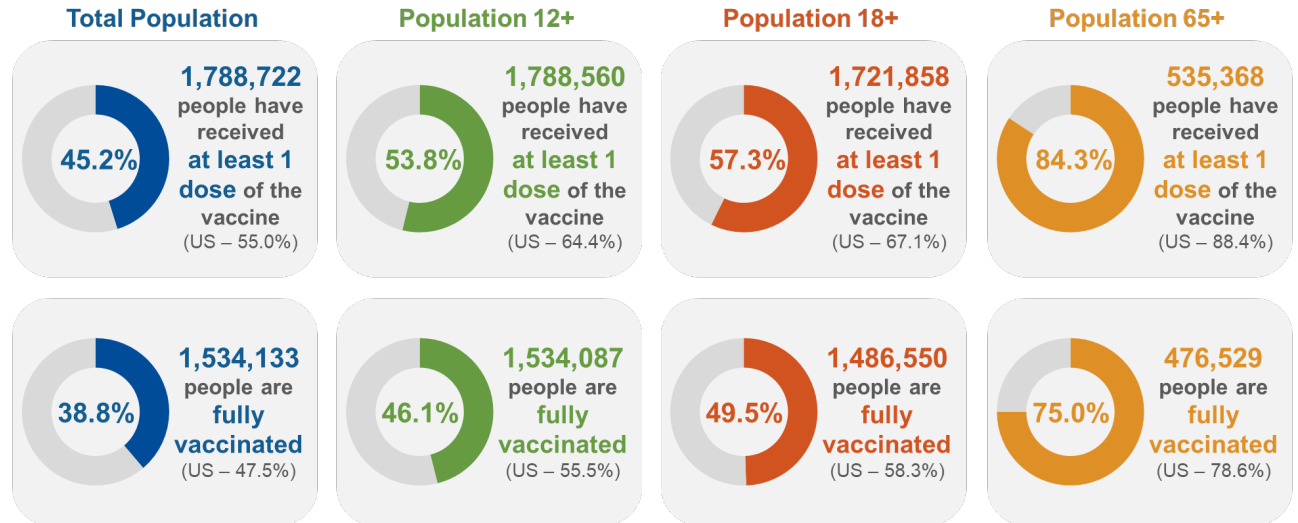 Total Population
45.2%
1,788,722
people have
received
at least 1
dose of the
vaccine
(US – 55.0%)
38.8%
1,534,133
people are
fully
vaccinated
(US – 47.5%)
Population 12+
53.8%
1,788,560
people have
received
at least 1
dose of the
vaccine
(US – 64.4%)
46.1%
1,534,087
people are
fully
vaccinated
(US – 55.5%)
Population 18+
57.3%
1,721,858
people have
received
at least 1
dose of the
vaccine
(US – 67.1%)
49.5%
1,486,550
people are
fully
vaccinated
(US – 58.3%)
Population 65+
84.3%
535,368
people have
received
at least 1
dose of the
vaccine
(US – 88.4%)
75.0%
476,529
people are
fully
vaccinated
(US – 78.6%)